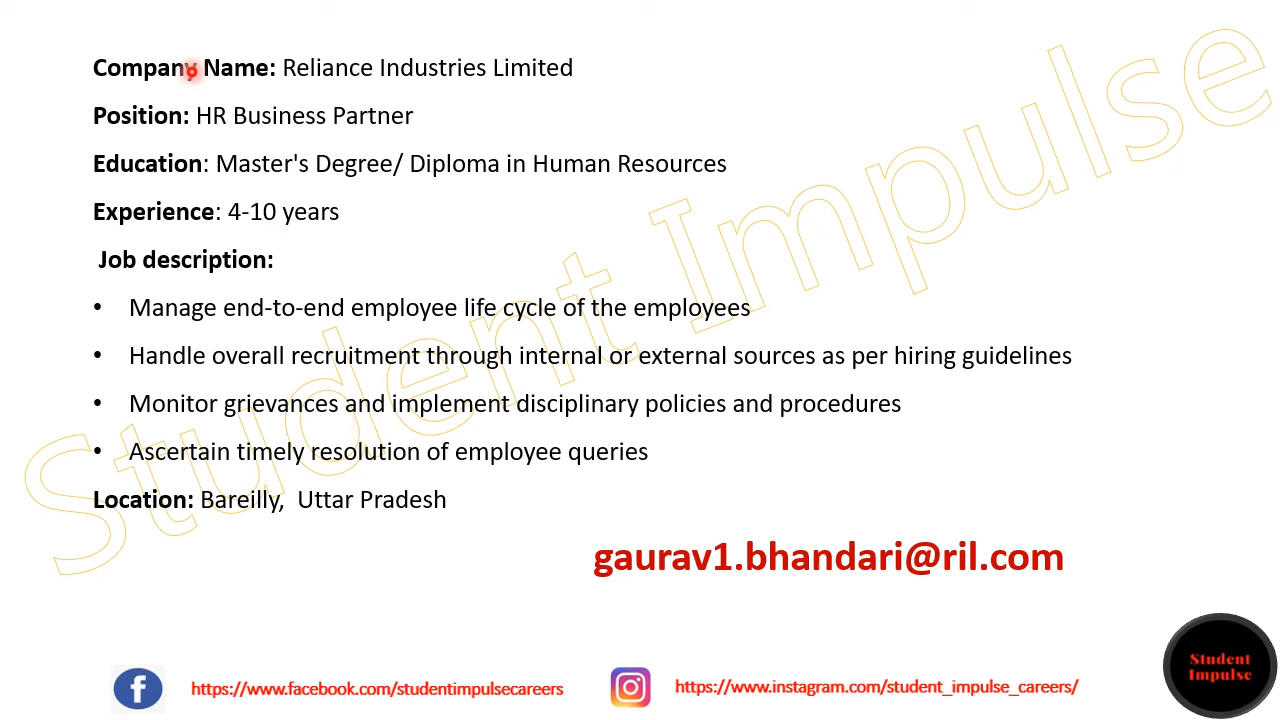 Company Name: Reliance Industries Limited
Position: HR Business Partner
Education: Master's Degree/ Diploma in Human Resources
Experience: 4-10 years
Job description:
• Manage end-to-end employee life cycle of the employees
• Handle overall recruitment through internal or external sources as per hiring guidelines
• Monitor grievances and implement disciplinary policies and procedures
• Ascertain timely resolution of employee queries
Location: Bareilly, Uttar Pradesh
gaurav1.bhandari@ril.com
Student Impulse
https://www.facebook.com/studentimpulsecareers
https://www.instagram.com/student_impulse_careers/
Student
Impulse